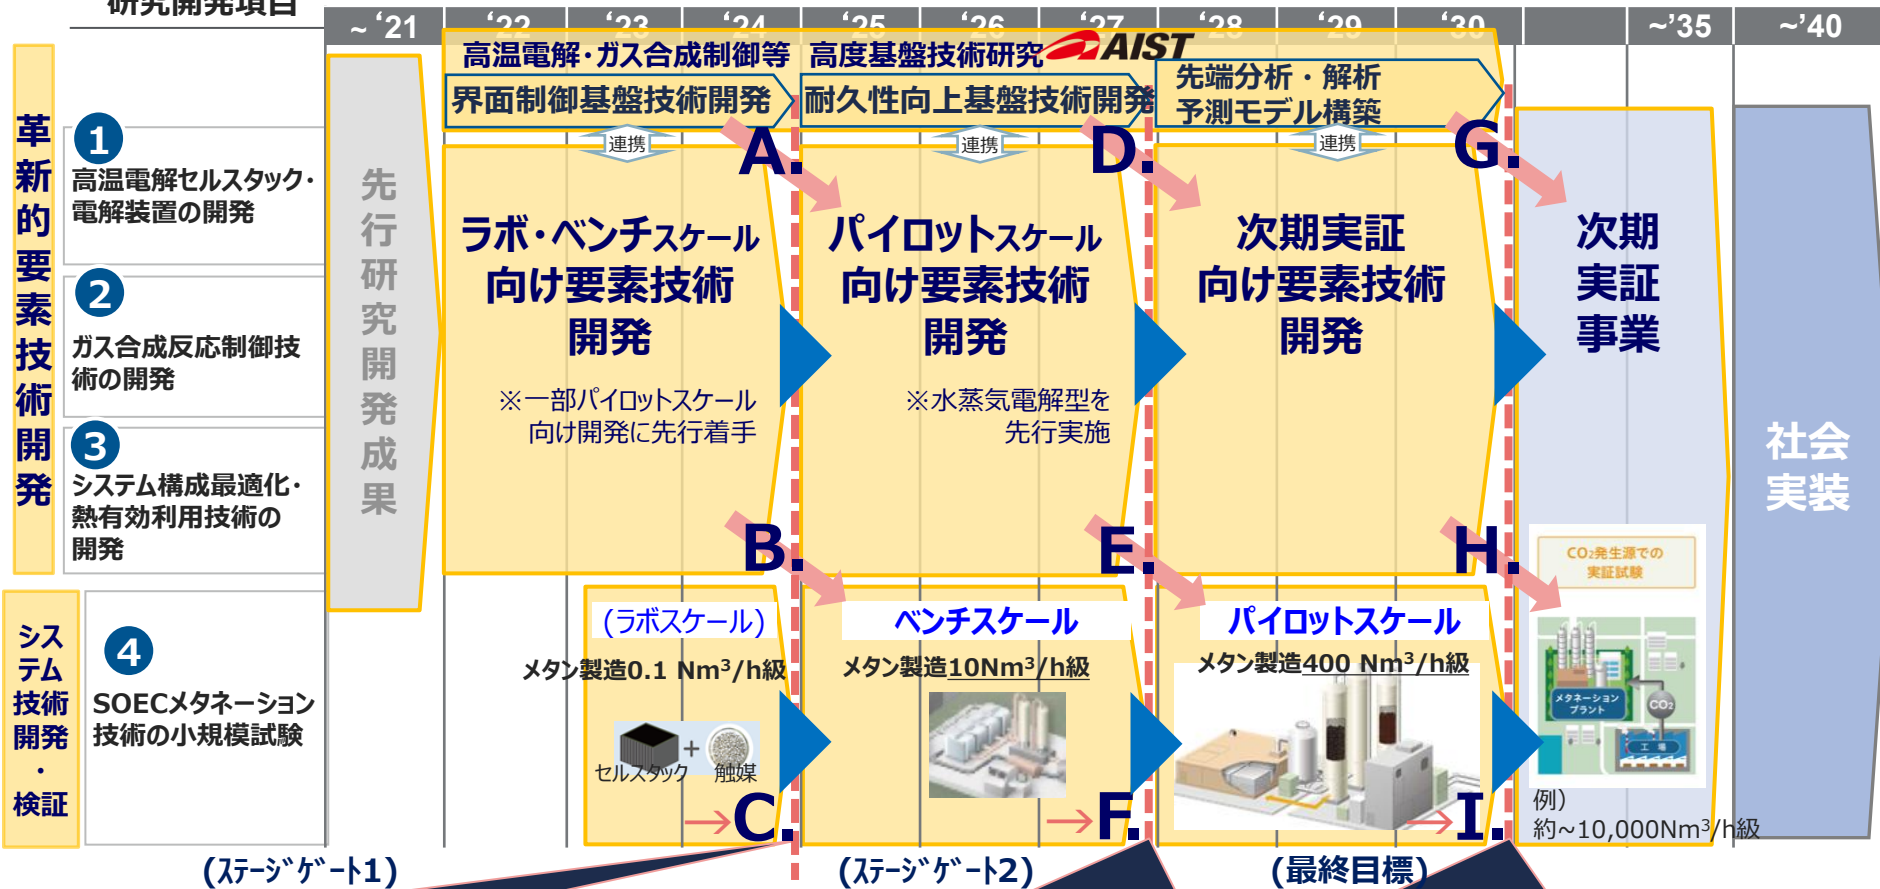 研究開発項目
~‘21
‘22
‘23
‘24
‘25
‘26
‘27
‘28
‘29
‘30
~’35
~’40
高温電解・ガス合成制御等
高度基盤技術研究
AIST
界面制御基盤技術開発
耐久性向上基盤技術開発
先端分析・解析
予測モデル構築
連携
連携
連携
A.
D.
G.
革新的要素技術開発
1
高温電解セルスタック・
電解装置の開発
2
ガス合成反応制御技
術の開発
3
システム構成最適化・
熱有効利用技術の
開発
先行研究開発成果
ラボ・ベンチスケール
向け要素技術
開発
※一部パイロットスケール
向け開発に先行着手
パイロットスケール
向け要素技術
開発
※水蒸気電解型を
先行実施
次期実証
向け要素技術
開発
次期
実証
事業
社会
実装
B.
E.
H.
CO₂発生源での
実証試験
メタネーション
プラント
CO₂
工 場
例）
約~10,000Nm³/h級
シス
テム
技術
開発
・
検証
4
SOECメタネーション
技術の小規模試験
(ラボスケール)
メタン製造0.1 Nm³/h級
+
セルスタック
触媒
→C.
ベンチスケール
メタン製造10Nm³/h級
→F.
パイロットスケール
メタン製造400 Nm³/h級
→I.
(ｽﾃｰｼﾞｹﾞｰﾄ1)
(ｽﾃｰｼﾞｹﾞｰﾄ2)
(最終目標)